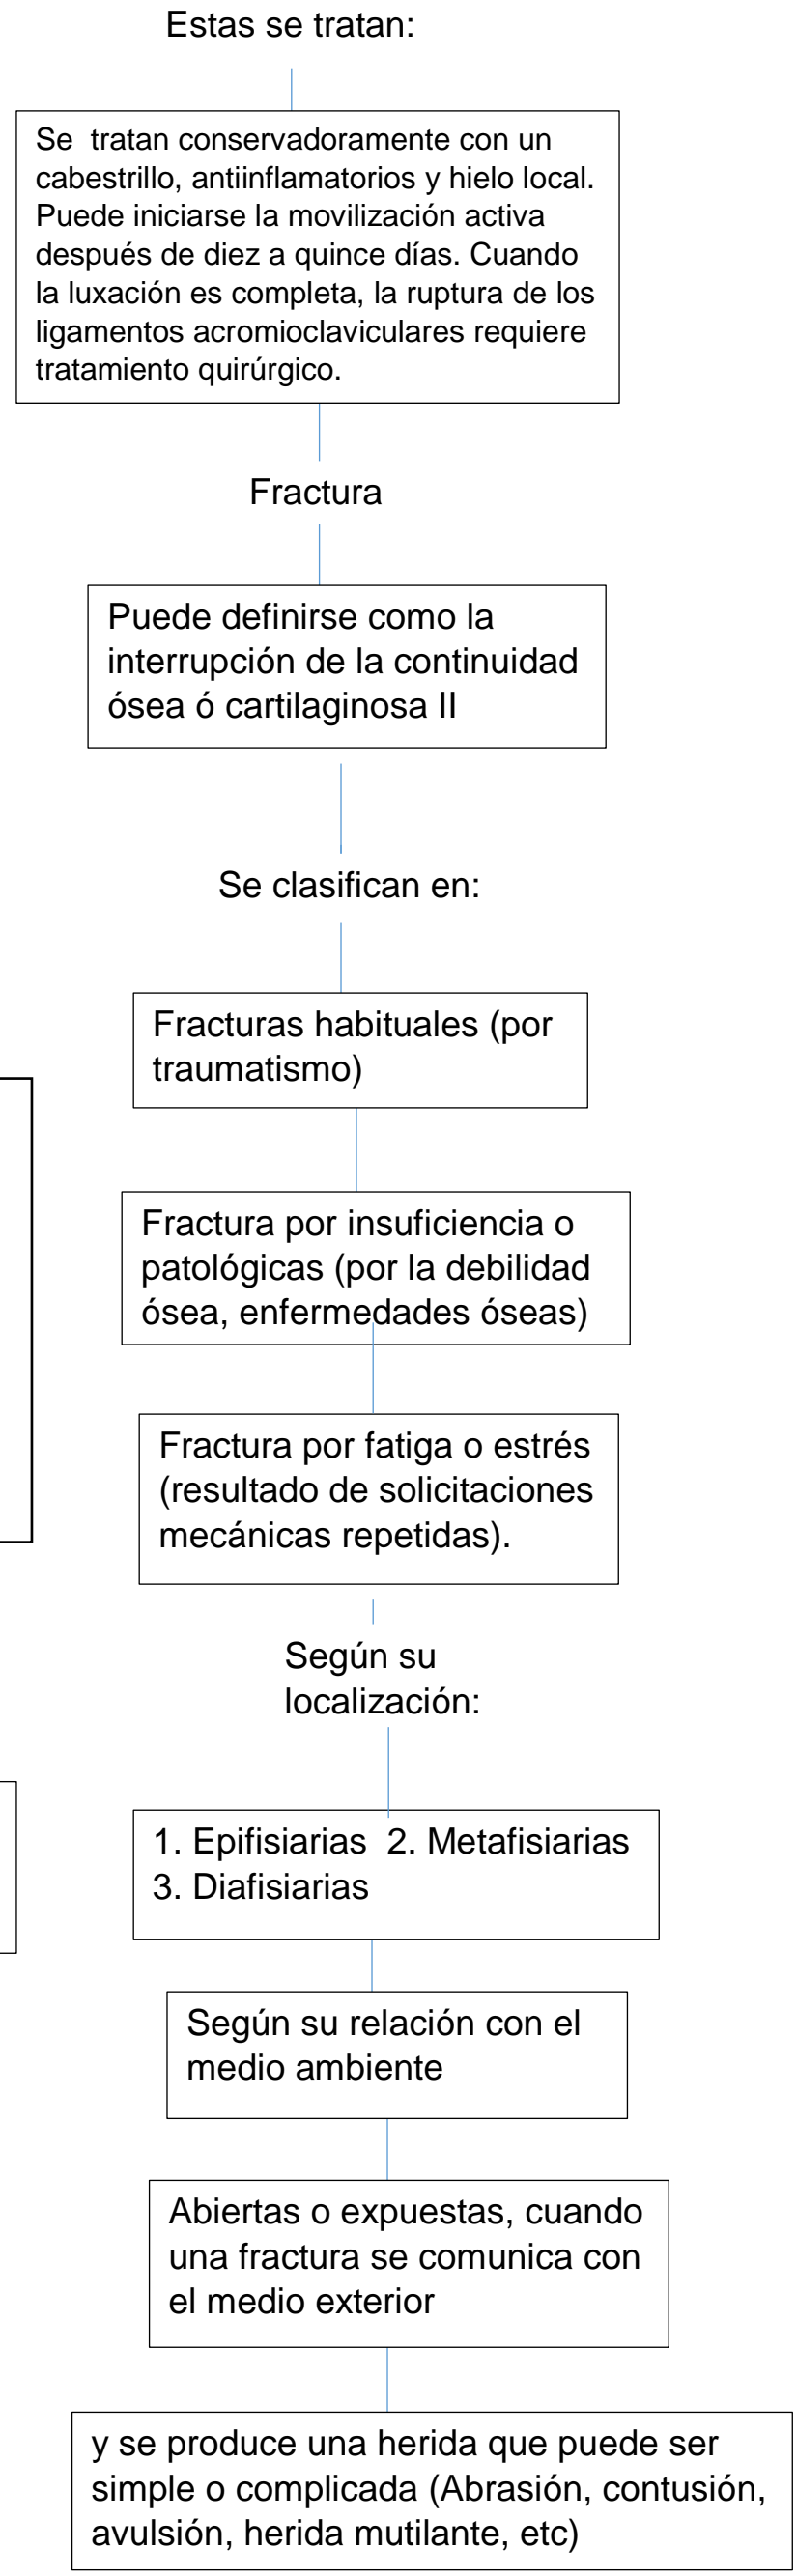 Estas se tratan:
Se tratan conservadoramente con un
cabestrillo, antiinflamatorios y hielo local.
Puede iniciarse la movilización activa
después de diez a quince días. Cuando
la luxación es completa, la ruptura de los
ligamentos acromioclaviculares requiere
tratamiento quirúrgico.
Fractura
Puede definirse como la
interrupción de la continuidad
ósea ó cartilaginosa II
Se clasifican en:
Fracturas habituales (por
traumatismo)
Fractura por insuficiencia o
patológicas (por la debilidad
ósea, enfermedades óseas)
Fractura por fatiga o estrés
(resultado de solicitaciones
mecánicas repetidas).
Según su
localización:
1. Epifisiarias 2. Metafisiarias
3. Diafisiarias
Según su relación con el
medio ambiente
Abiertas o expuestas, cuando
una fractura se comunica con
el medio exterior
y se produce una herida que puede ser
simple o complicada (Abrasión, contusión,
avulsión, herida mutilante, etc)